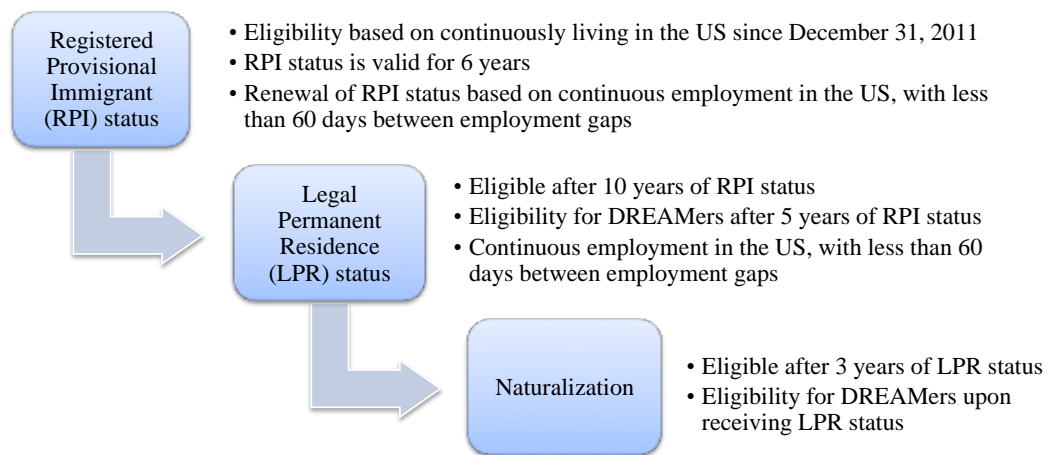 Registered
Provisional
Immigrant
(RPI) status
• Eligibility based on continuously living in the US since December 31, 2011
• RPI status is valid for 6 years
• Renewal of RPI status based on continuous employment in the US, with less
than 60 days between employment gaps
Legal
Permanent
Residence
(LPR) status
• Eligible after 10 years of RPI status
• Eligibility for DREAMers after 5 years of RPI status
• Continuous employment in the US, with less than 60
days between employment gaps
Naturalization
• Eligible after 3 years of LPR status
• Eligibility for DREAMers upon
receiving LPR status